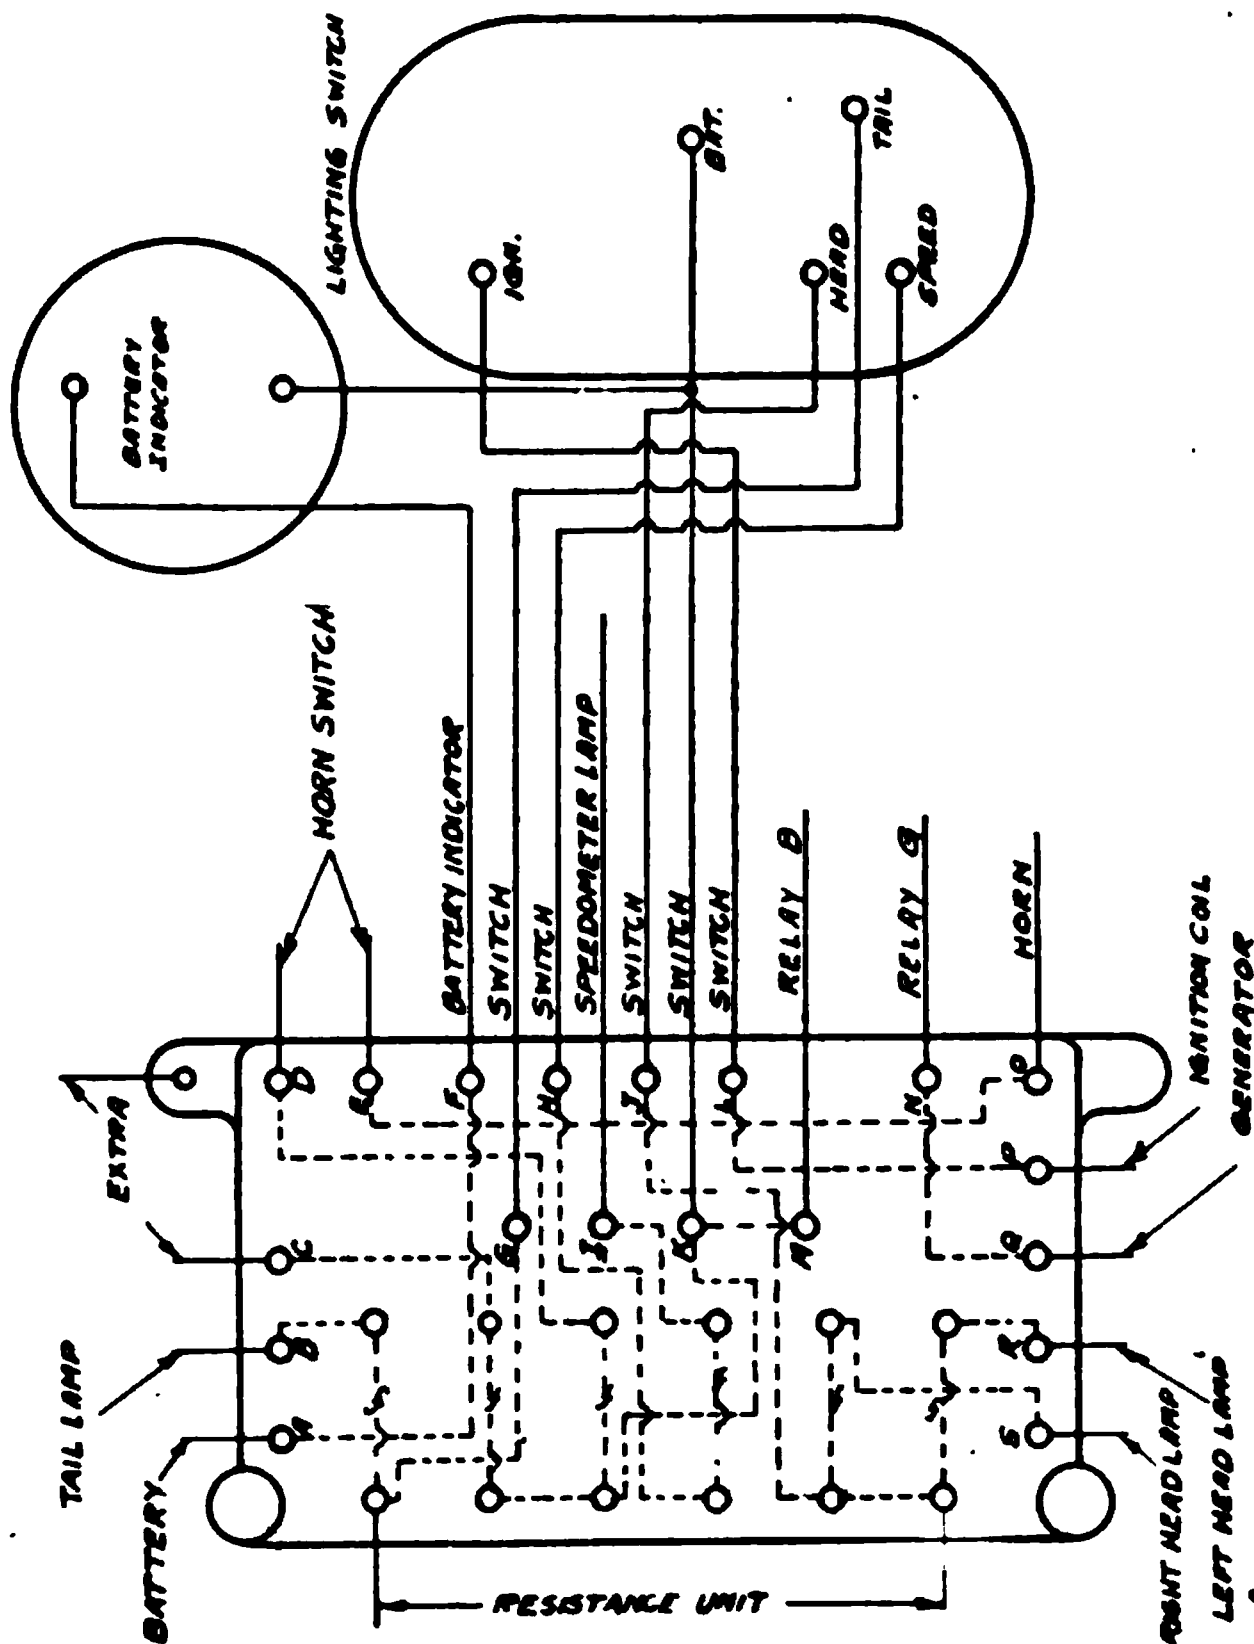 LIGHTING SWITCH
BATTERY
INDICATOR
IGN.
BAT.
HEAD
TAIL
SPEED
HORN SWITCH
EXTRA
TAIL LAMP
BATTERY
BATTERY INDICATOR
SWITCH
SWITCH
SPEEDOMETER LAMP
SWITCH
SWITCH
SWITCH
RELAY B
RELAY G
HORN
IGNITION COIL
GENERATOR
A
B
C
D
E
F
G
H
I
J
K
L
M
N
O
P
Q
R
S
RESISTANCE UNIT
RIGHT HEAD LAMP
LEFT HEAD LAMP